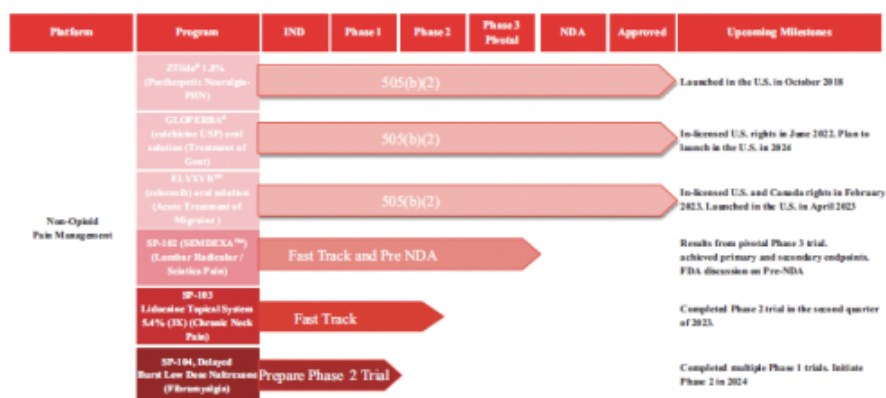 Platform
Program
IND
Phase 1
Phase 2
Phase 3
Pivotal
NDA
Approved
Upcoming Milestones
Non-Opioid
Pain Management
ZTlido® 1.8%
(Postherpetic Neuralgia-
PHN)
505(b)(2)
Launched in the U.S. in October 2018
GLOPERBA®
(colchicine USP) oral
solution (Treatment of
Gout)
505(b)(2)
In-licensed U.S. rights in June 2022. Plan to
launch in the U.S. in 2024
ELYXYB™
(celecoxib) oral solution
(Acute Treatment of
Migraine )
505(b)(2)
In-licensed U.S. and Canada rights in February
2023. Launched in the U.S. in April 2023
SP-102 (SEMDEXA™)
(Lumbar Radicular /
Sciatica Pain)
Fast Track and Pre NDA
Results from pivotal Phase 3 trial.
achieved primary and secondary endpoints.
FDA discussion on Pre-NDA
SP-103
Lidocaine Topical System
5.4% (3X) (Chronic Neck
Pain)
Fast Track
Completed Phase 2 trial in the second quarter
of 2023.
SP-104, Delayed
Burst Low Dose Naltrexone
(Fibromyalgia)
Prepare Phase 2 Trial
Completed multiple Phase 1 trials. Initiate
Phase 2 in 2024